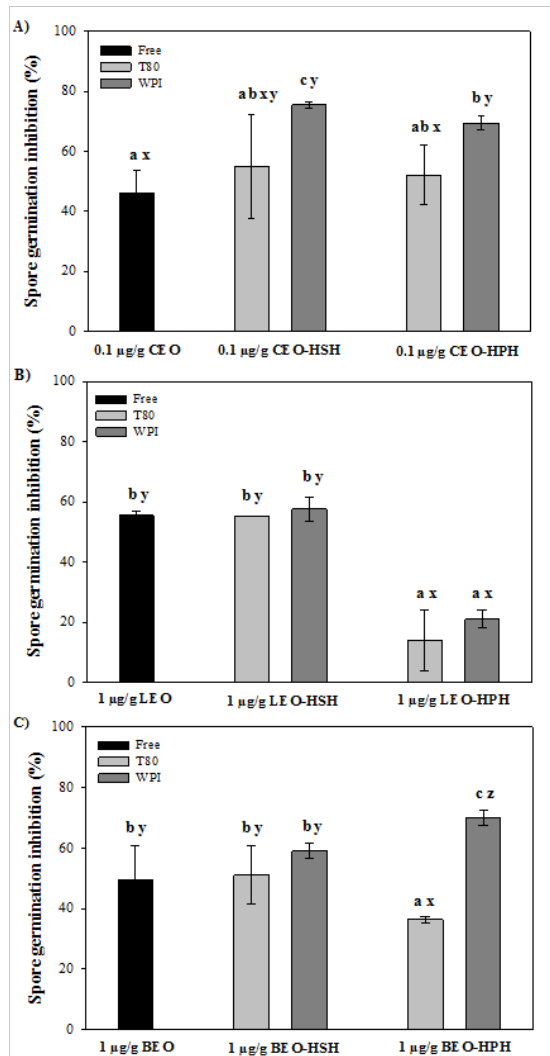 A)
100
80
60
40
20
0
Spore germination inhibition (%)
Free
T80
WPI
a x
a b x y
c y
a b x
b y
0.1 µg/g CEO
0.1 µg/g CEO-HSH
0.1 µg/g CEO-HPH
B)
100
80
60
40
20
0
Spore germination inhibition (%)
Free
T80
WPI
b y
b y
b y
a x
a x
1 µg/g LEO
1 µg/g LEO-HSH
1 µg/g LEO-HPH
C)
100
80
60
40
20
0
Spore germination inhibition (%)
Free
T80
WPI
b y
b y
b y
a x
c z
1 µg/g BEO
1 µg/g BEO-HSH
1 µg/g BEO-HPH